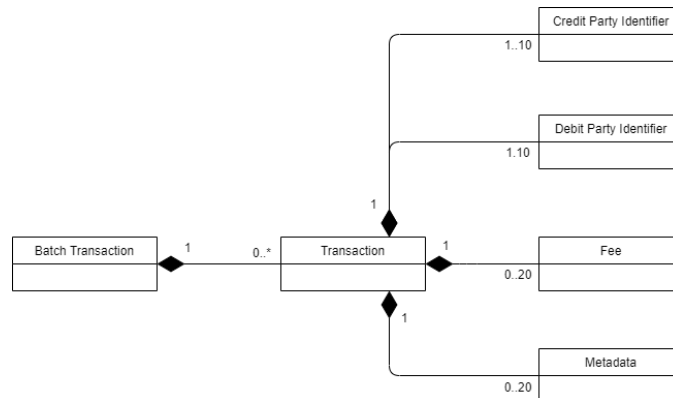 Credit Party Identifier
1..10
Debit Party Identifier
1.10
1
Batch Transaction
1
0..*
Transaction
1
Fee
0..20
1
Metadata
0..20